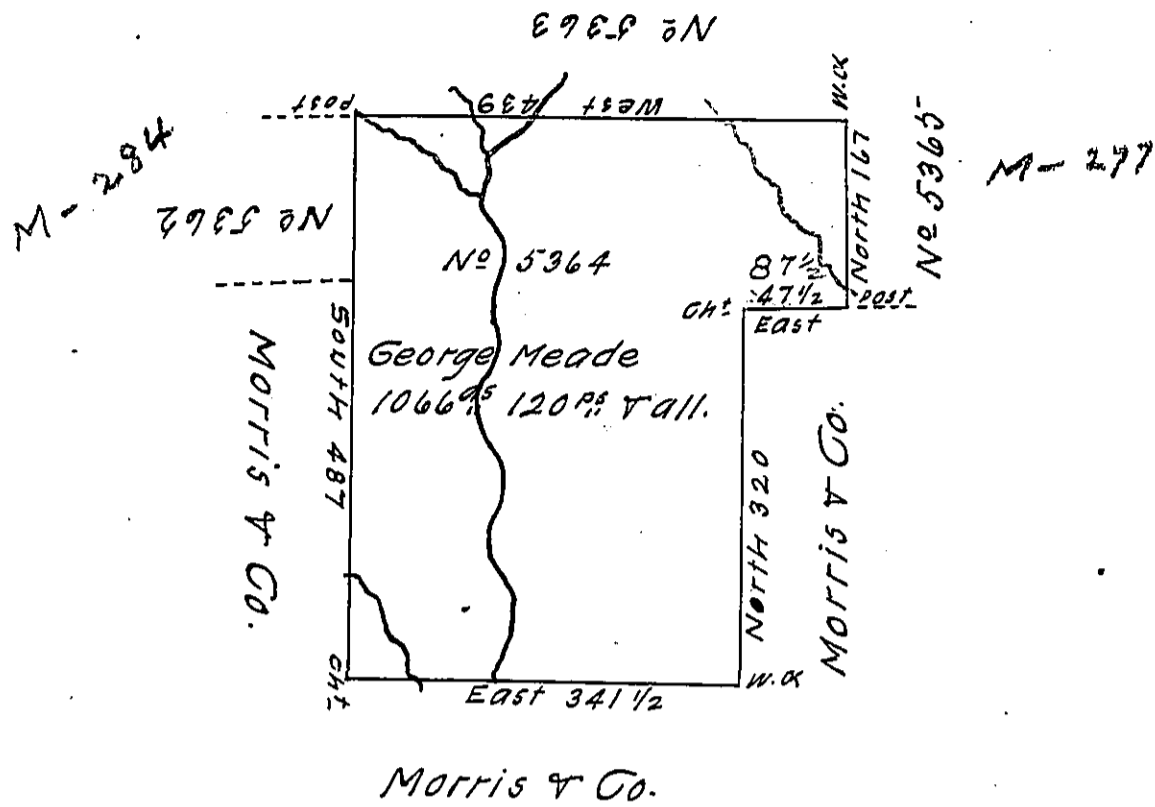 No 5363
Post
West 439
W.O
M-284
No 5362
North 167
No 5365
M-277
No 5364
87½
47½
East
Post
Cht
South 487
Morris & Co.
George Meade
1066as 120ps & all.
North 320
Morris & Co.
Cht
East 341½
W.O
Morris & Co.